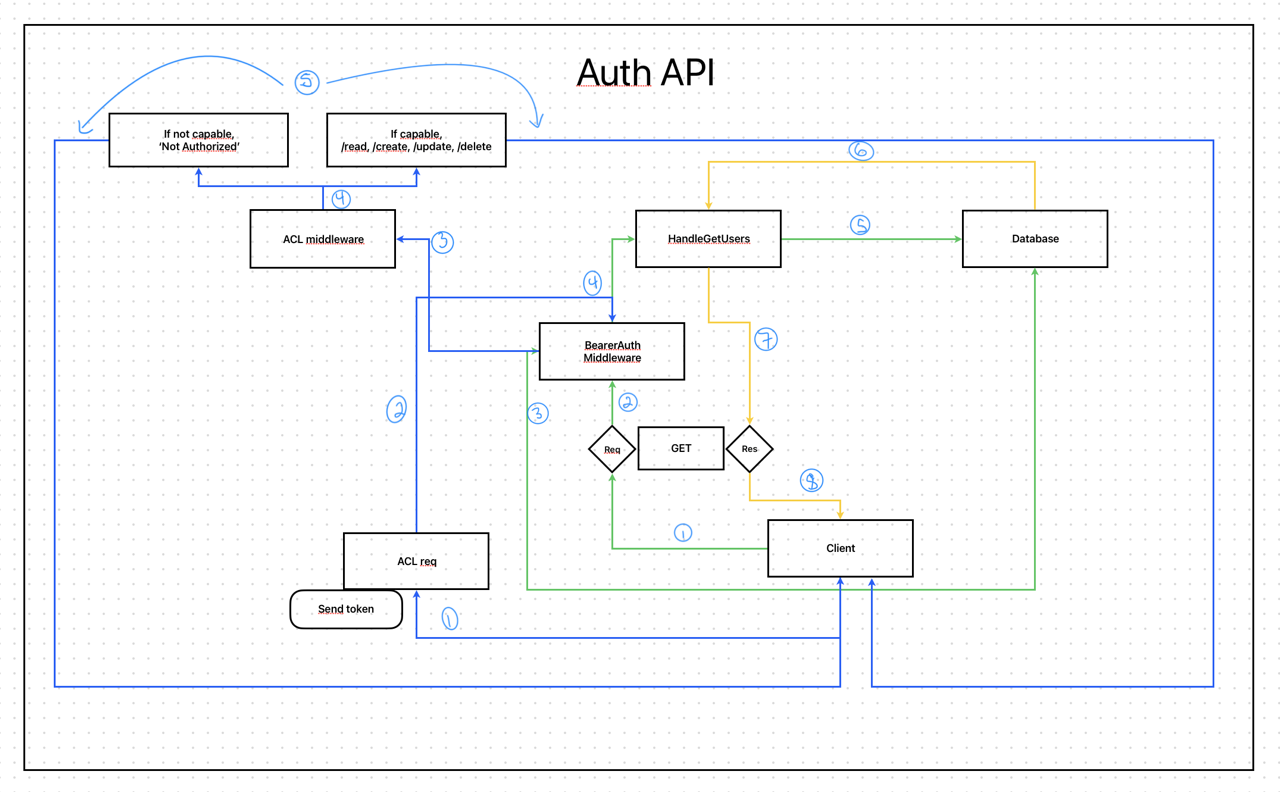 Auth API
5
If not capable,
'Not Authorized'
If capable,
/read, /create, /update, /delete
6
4
ACL middleware
3
HandleGetUsers
5
Database
4
BearerAuth
Middleware
7
2
3
2
Req
GET
Res
8
1
ACL req
Client
Send token
1